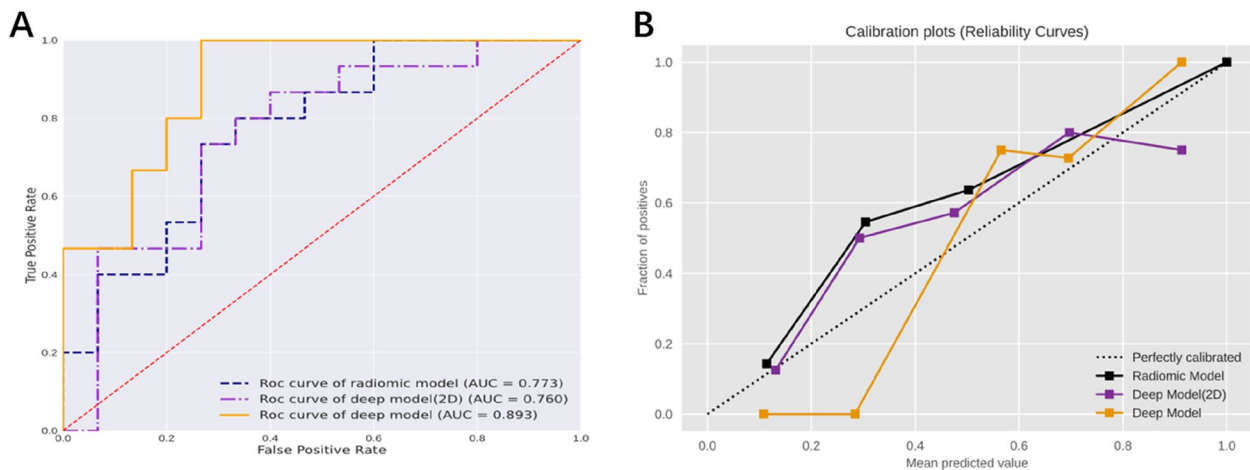 A
1.0
0.8
0.6
0.4
0.2
0.0
True Positive Rate
Roc curve of radiomic model (AUC = 0.773)
Roc curve of deep model(2D) (AUC = 0.760)
Roc curve of deep model (AUC = 0.893)
0.0 0.2 0.4 0.6 0.8 1.0
False Positive Rate
B
Calibration plots (Reliability Curves)
1.0
0.8
0.6
0.4
0.2
0.0
Fraction of positives
Perfectly calibrated
Radiomic Model
Deep Model(2D)
Deep Model
0.0 0.2 0.4 0.6 0.8 1.0
Mean predicted value